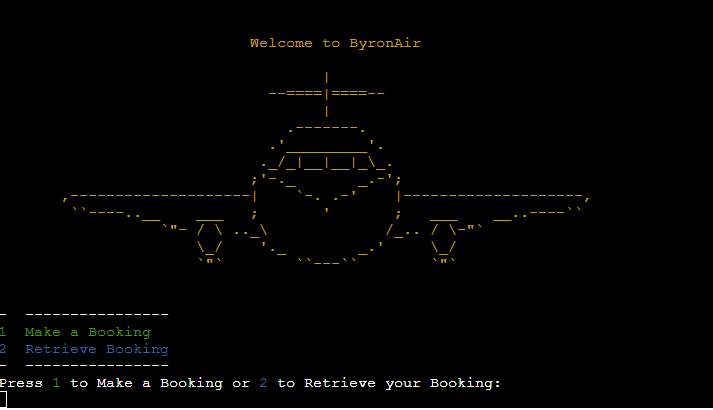 Welcome to ByronAir
1 Make a Booking
2 Retrieve Booking
Press 1 to Make a Booking or 2 to Retrieve your Booking: